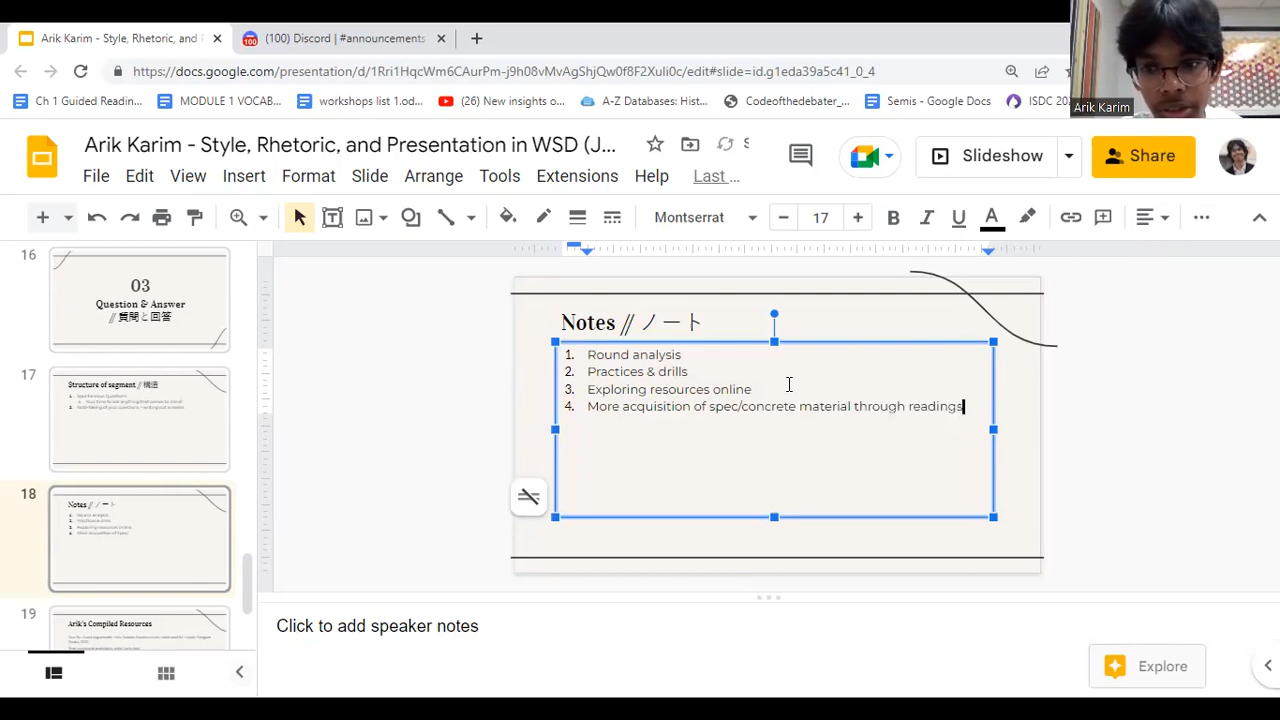 Arik Karim - Style, Rhetoric, and
(100) Discord | #announcements
https://docs.google.com/presentation/d/1Rri1HqcWm6CAurPm-j9h08vMvAgShjQw0f8F2Xuli0c/edit#slide=id.g1eda39a5c41_0_4
Arik Karim
Ch 1 Guided Readin...
MODULE 1 VOCAB...
workshops list 1.od...
(26) New insights o...
A-Z Databases: Hist...
Codeofthedebater_...
Semis - Google Docs
ISDC 20
Arik Karim - Style, Rhetoric, and Presentation in WSD (J...
Slideshow
Share
File Edit View Insert Format Slide Arrange Tools Extensions Help Last ...
Montserrat
17
16
03
Question & Answer
// 質問と回答
17
Structure of segment // 構造
18
Notes // ノート
19
Arik's Compiled Resources
Notes // ノート
1. Round analysis
2. Practices & drills
3. Exploring resources online
4. More acquisition of spec/concrete material through readings
Click to add speaker notes
Explore